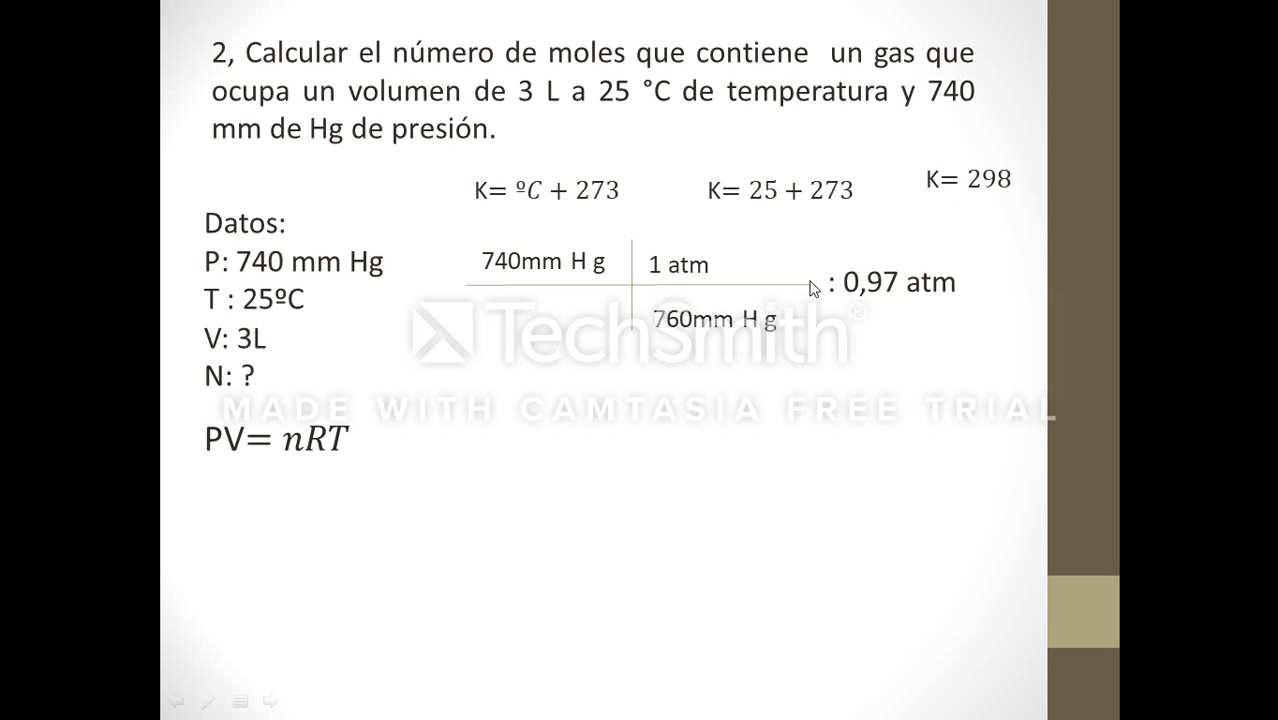 2, Calcular el número de moles que contiene un gas que
ocupa un volumen de 3 L a 25 °C de temperatura y 740
mm de Hg de presión.
K= ºC + 273
K= 25 + 273
K= 298
Datos:
P: 740 mm Hg
T : 25ºC
V: 3L
N: ?
740mm H g
1 atm
: 0,97 atm
760mm H g
TechSmith®
MADE WITH CAMTASIA FREE TRIAL
PV= nRT